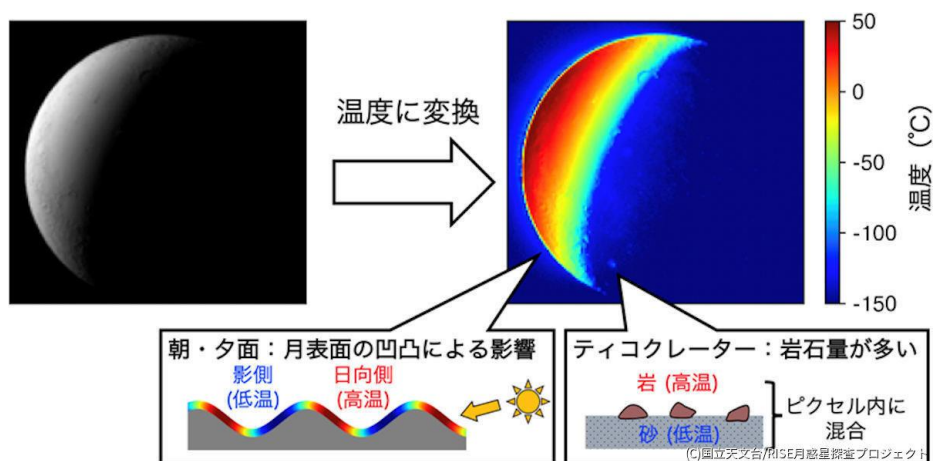 温度に変換
50
0
-50
-100
-150
温度 (℃)
朝・夕面：月表面の凹凸による影響
影側
(低温)
日向側
(高温)
ティコクレーター：岩石量が多い
岩 (高温)
砂 (低温)
ピクセル内に
混合
(C)国立天文台/RISE月惑星探査プロジェクト